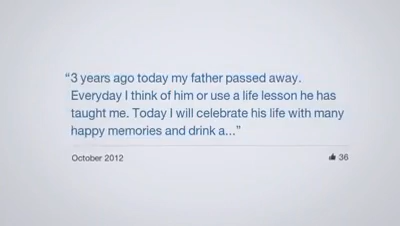 “3 years ago today my father passed away.
Everyday I think of him or use a life lesson he has
taught me. Today I will celebrate his life with many
happy memories and drink a...”
October 2012
36